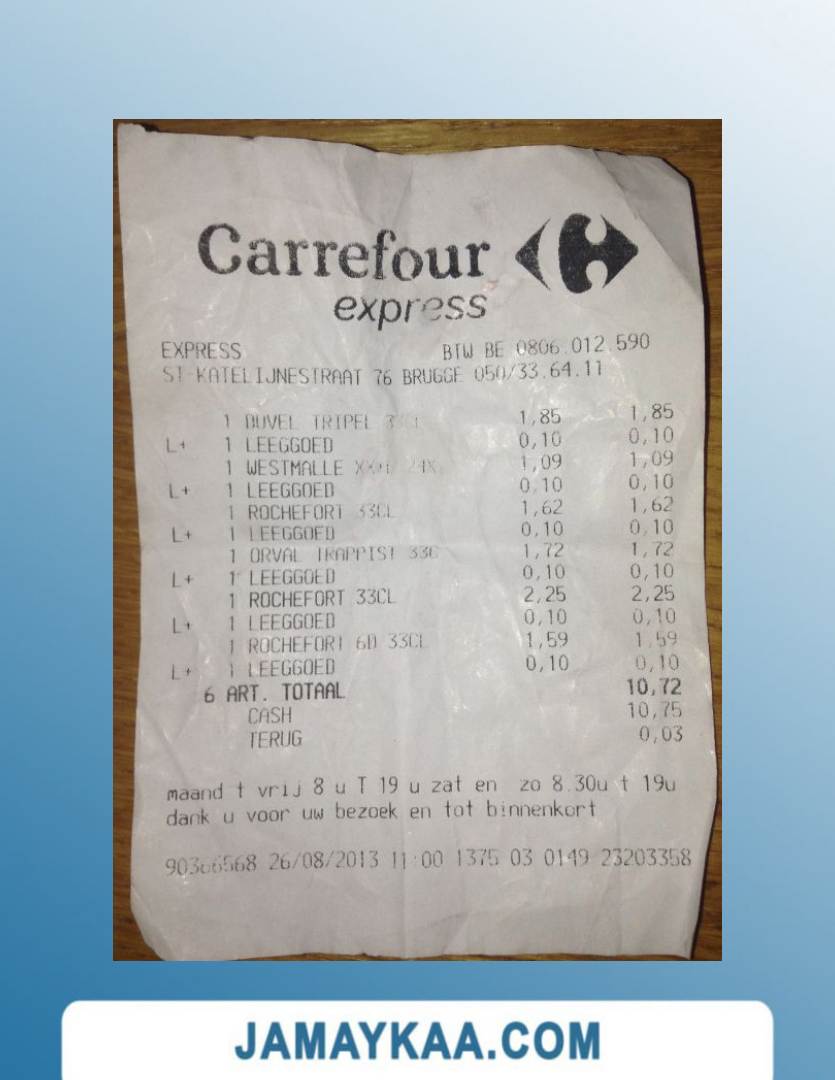 Carrefour
express
EXPRESS BTW BE 0806.012.590
ST-KATELIJNESTRAAT 76 BRUGGE 050/33.64.11
1 DUVEL TRIPEL 33CL 1,85 1,85
L+ 1 LEEGGOED 0,10 0,10
1 WESTMALLE 1,09 1,09
L+ 1 LEEGGOED 0,10 0,10
1 ROCHEFORT 33CL 1,62 1,62
L+ 1 LEEGGOED 0,10 0,10
1 ORVAL TRAPPIST 33C 1,72 1,72
L+ 1 LEEGGOED 0,10 0,10
1 ROCHEFORT 33CL 2,25 2,25
L+ 1 LEEGGOED 0,10 0,10
1 ROCHEFORT 6D 33CL 1,59 1,59
L+ 1 LEEGGOED 0,10 0,10
6 ART. TOTAAL 10,72
CASH 10,75
TERUG 0,03
maand t vrij 8 u T 19 u zat en zo 8.30u t 19u
dank u voor uw bezoek en tot binnenkort
26/08/2013 11:00 1375 03 0149 23203358
JAMAYKAA.COM